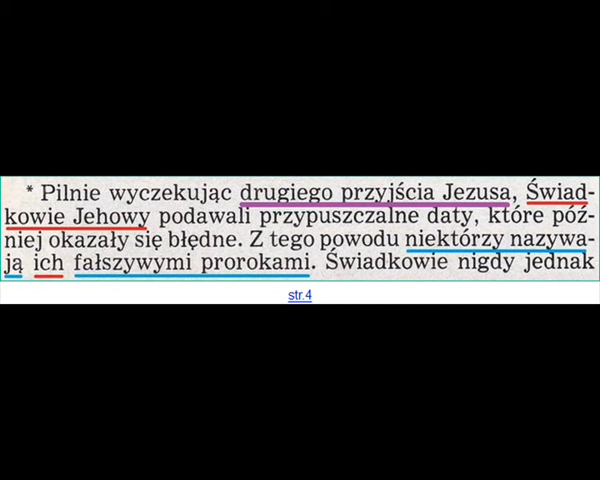 * Pilnie wyczekując drugiego przyjścia Jezusa, Świad-
kowie Jehowy podawali przypuszczalne daty, które póź-
niej okazały się błędne. Z tego powodu niektórzy nazywa-
ją ich fałszywymi prorokami. Świadkowie nigdy jednak
str.4